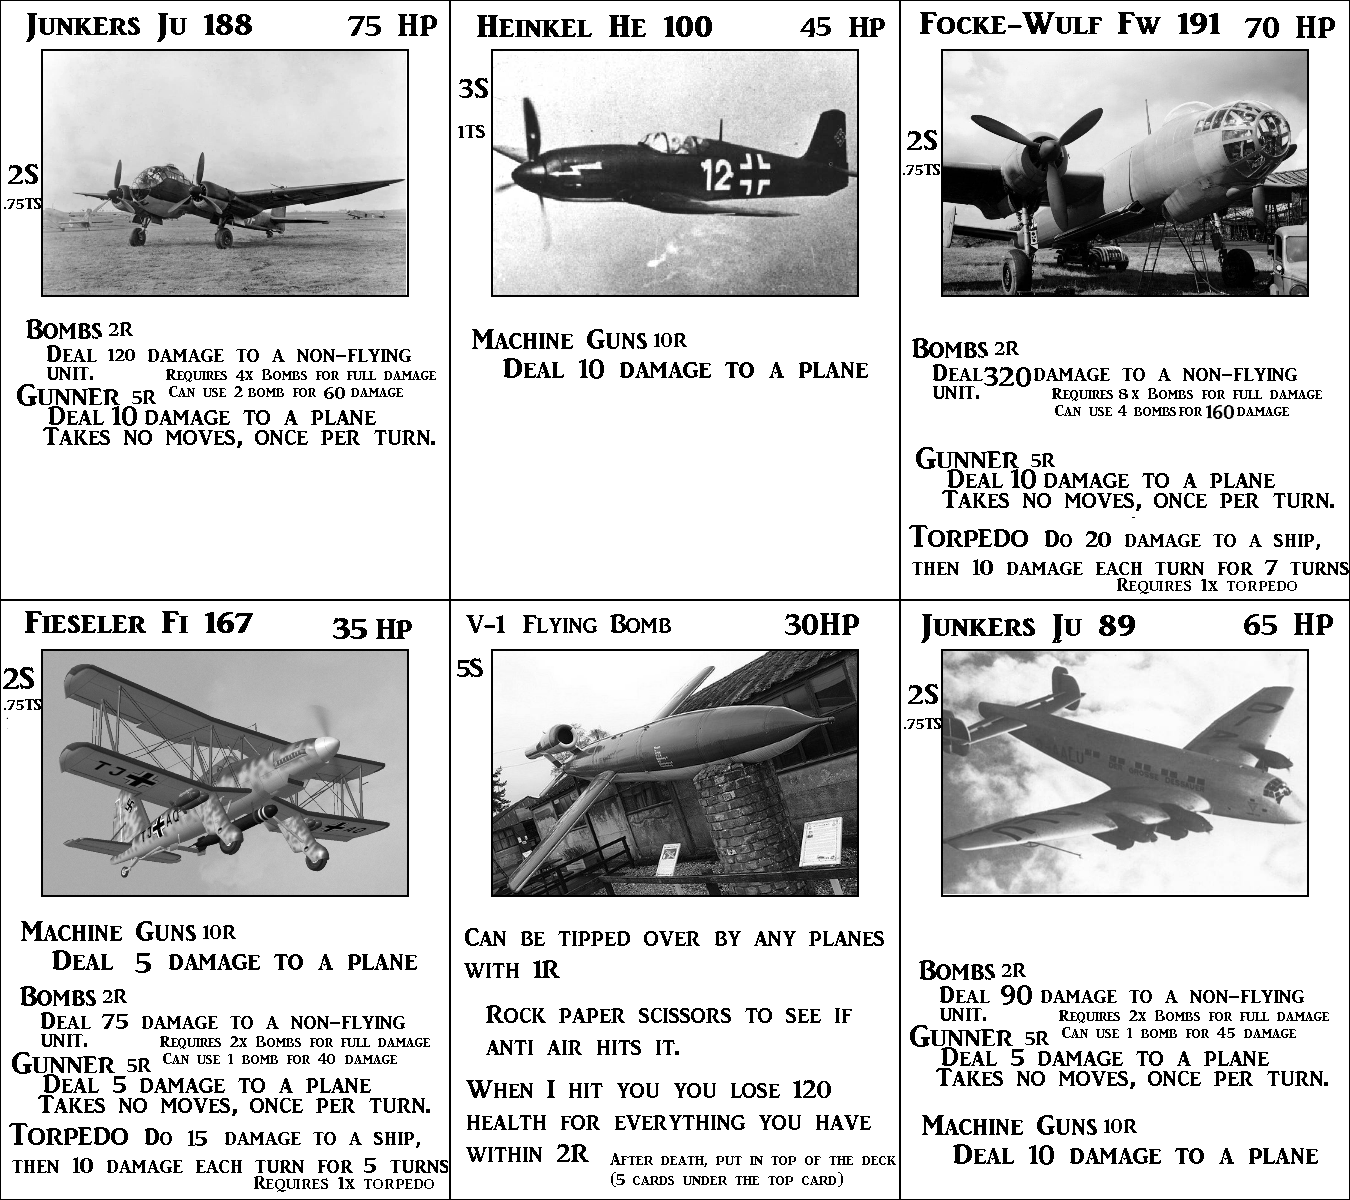 Junkers Ju 188 75 HP
2S
.75TS
Bombs 2R
Deal 120 damage to a non-flying
unit. Requires 4x Bombs for full damage
Can use 2 bomb for 60 damage
Gunner 5R
Deal 10 damage to a plane
Takes no moves, once per turn.
Heinkel He 100 45 HP
3S
1TS
12
Machine Guns 10R
Deal 10 damage to a plane
Focke-Wulf Fw 191 70 HP
2S
.75TS
Bombs 2R
Deal 320 damage to a non-flying
unit. Requires 8x Bombs for full damage
Can use 4 bombs for 160 damage
Gunner 5R
Deal 10 damage to a plane
Takes no moves, once per turn.
Torpedo Do 20 damage to a ship,
then 10 damage each turn for 7 turns
Requires 1x torpedo
Fieseler Fi 167 35 HP
2S
.75TS
TJ
TJ AO
AO
Machine Guns 10R
Deal 5 damage to a plane
Bombs 2R
Deal 75 damage to a non-flying
unit. Requires 2x Bombs for full damage
Can use 1 bomb for 40 damage
Gunner 5R
Deal 5 damage to a plane
Takes no moves, once per turn.
Torpedo Do 15 damage to a ship,
then 10 damage each turn for 5 turns
Requires 1x torpedo
V-1 Flying Bomb 30HP
5S
Can be tipped over by any planes
with 1R
Rock paper scissors to see if
anti air hits it.
When I hit you you lose 120
health for everything you have
within 2R After death, put in top of the deck
(5 cards under the top card)
Junkers Ju 89 65 HP
2S
.75TS
Bombs 2R
Deal 90 damage to a non-flying
unit. Requires 2x Bombs for full damage
Can use 1 bomb for 45 damage
Gunner 5R
Deal 5 damage to a plane
Takes no moves, once per turn.
Machine Guns 10R
Deal 10 damage to a plane